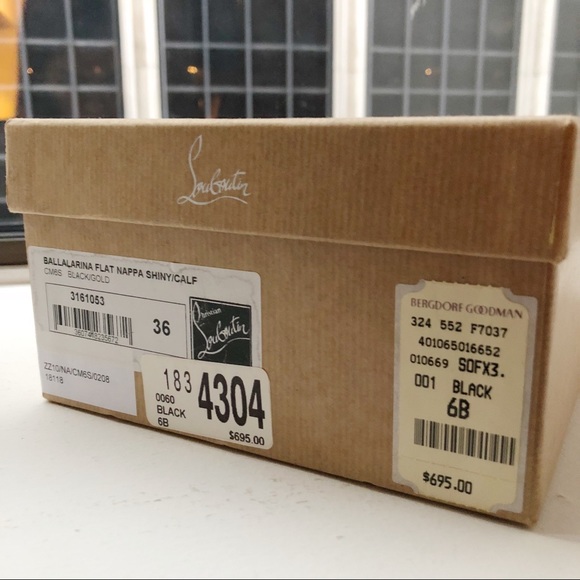 Louboutin
BALLALARINA FLAT NAPPA SHINY/CALF
CM6S BLACK/GOLD
3161053
36
Christian
Louboutin
ZZ10/NA/CM6S/0208
18118
183 4304
0060
BLACK
6B
$695.00
BERGDORF GOODMAN
324 552 F7037
401065016652
010669 SOFX3.
001 BLACK
6B
$695.00